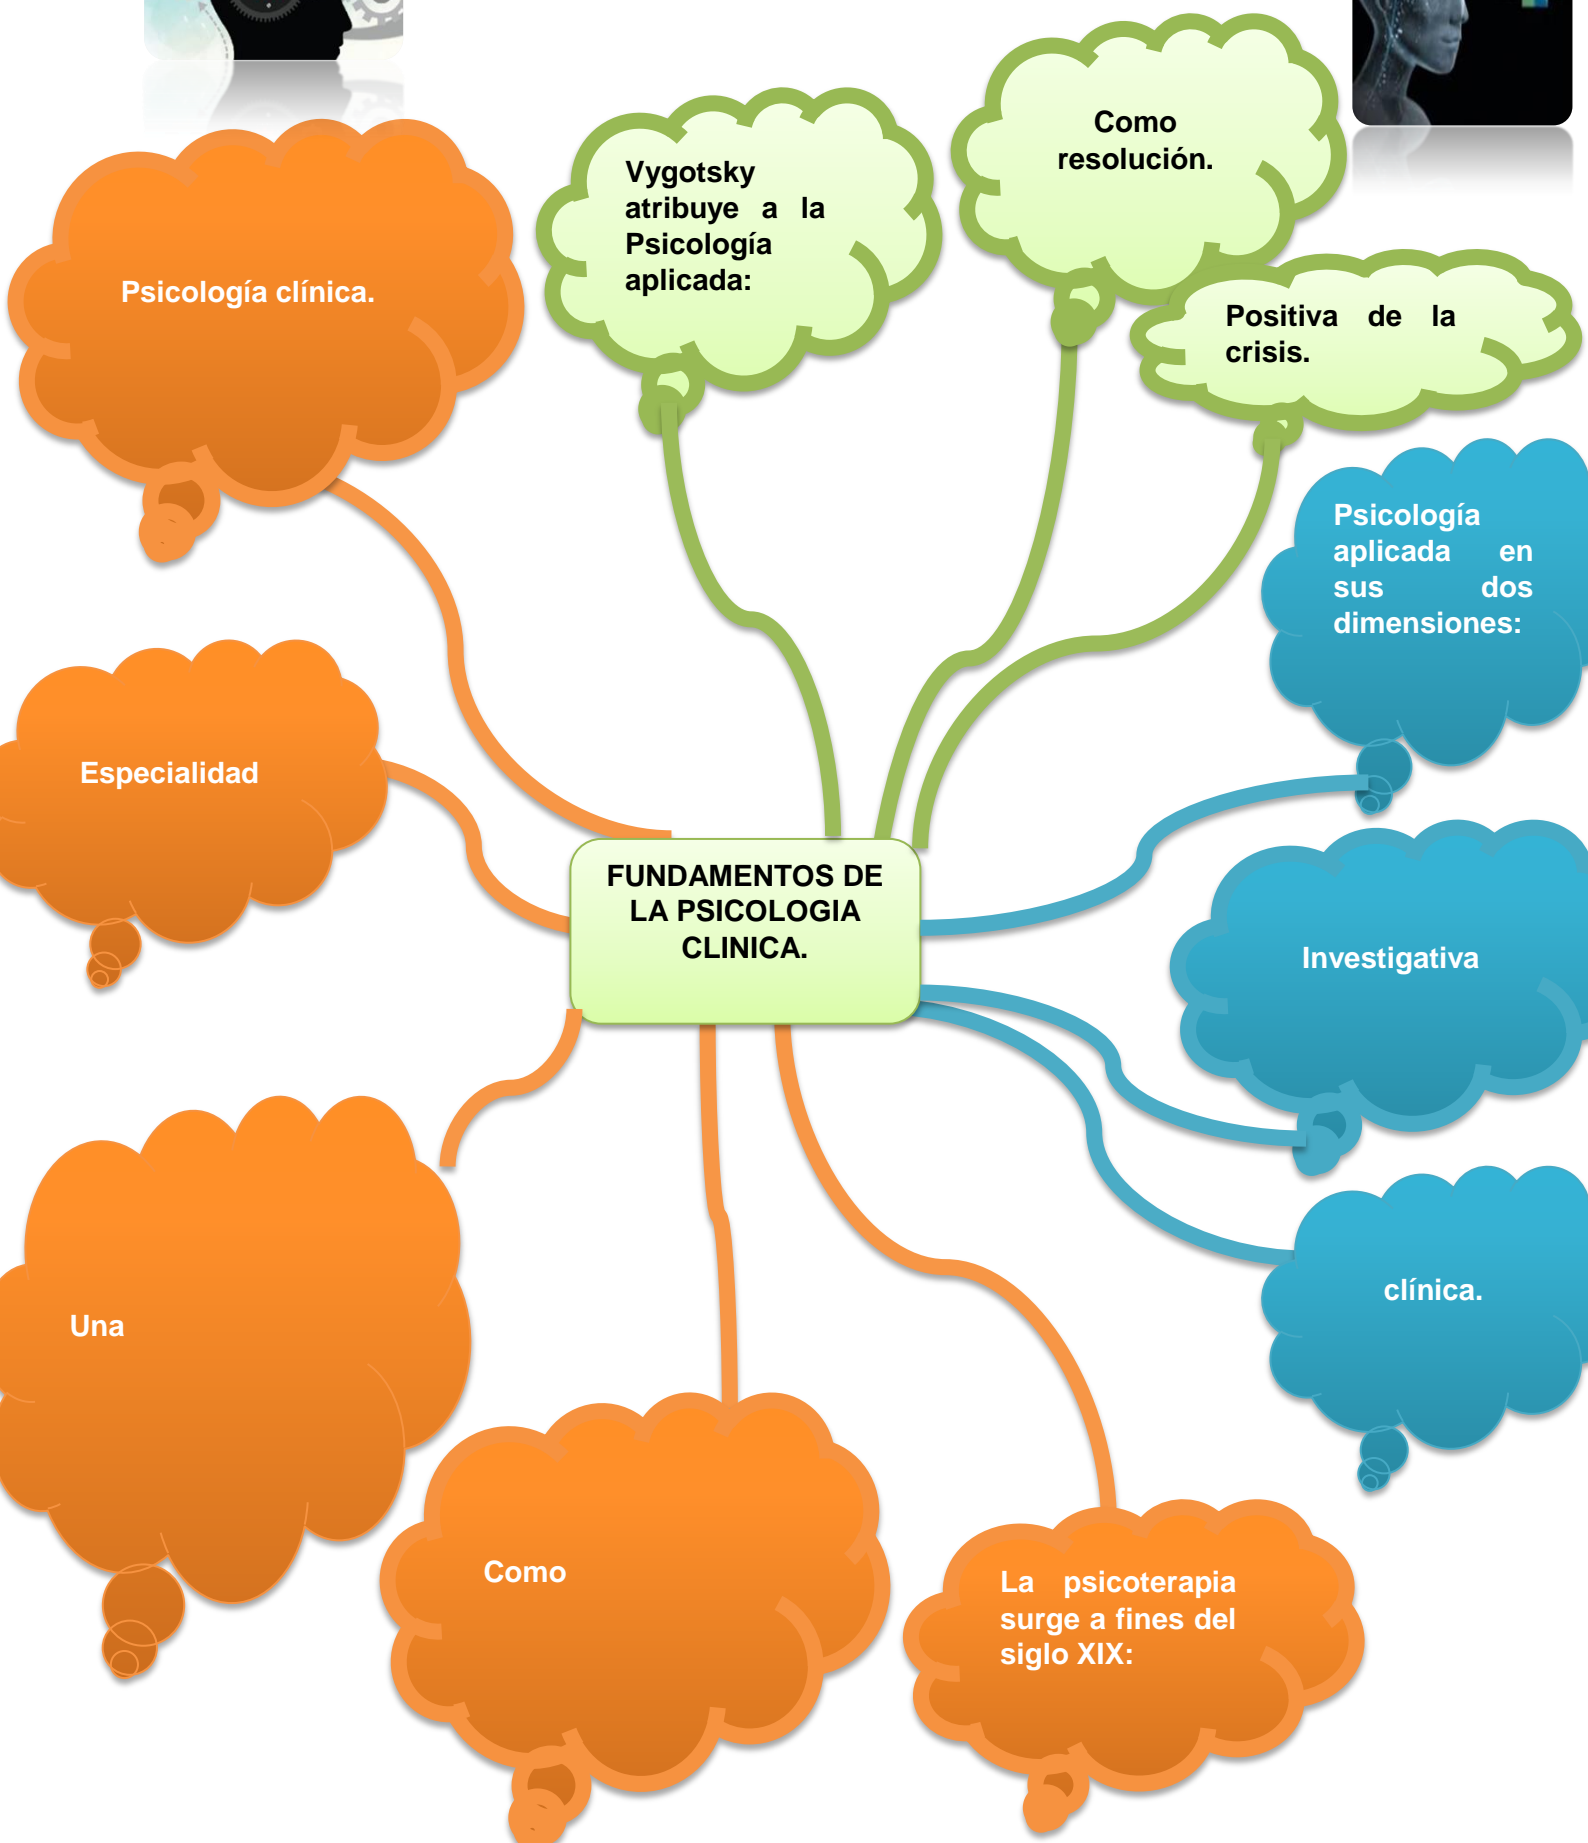 Como
resolución.
Vygotsky
atribuye a la
Psicología
aplicada:
Psicología clínica.
Positiva de la
crisis.
Psicología
aplicada en
sus dos
dimensiones:
Especialidad
FUNDAMENTOS DE
LA PSICOLOGIA
CLINICA.
Investigativa
clínica.
Una
Como
La psicoterapia
surge a fines del
siglo XIX: